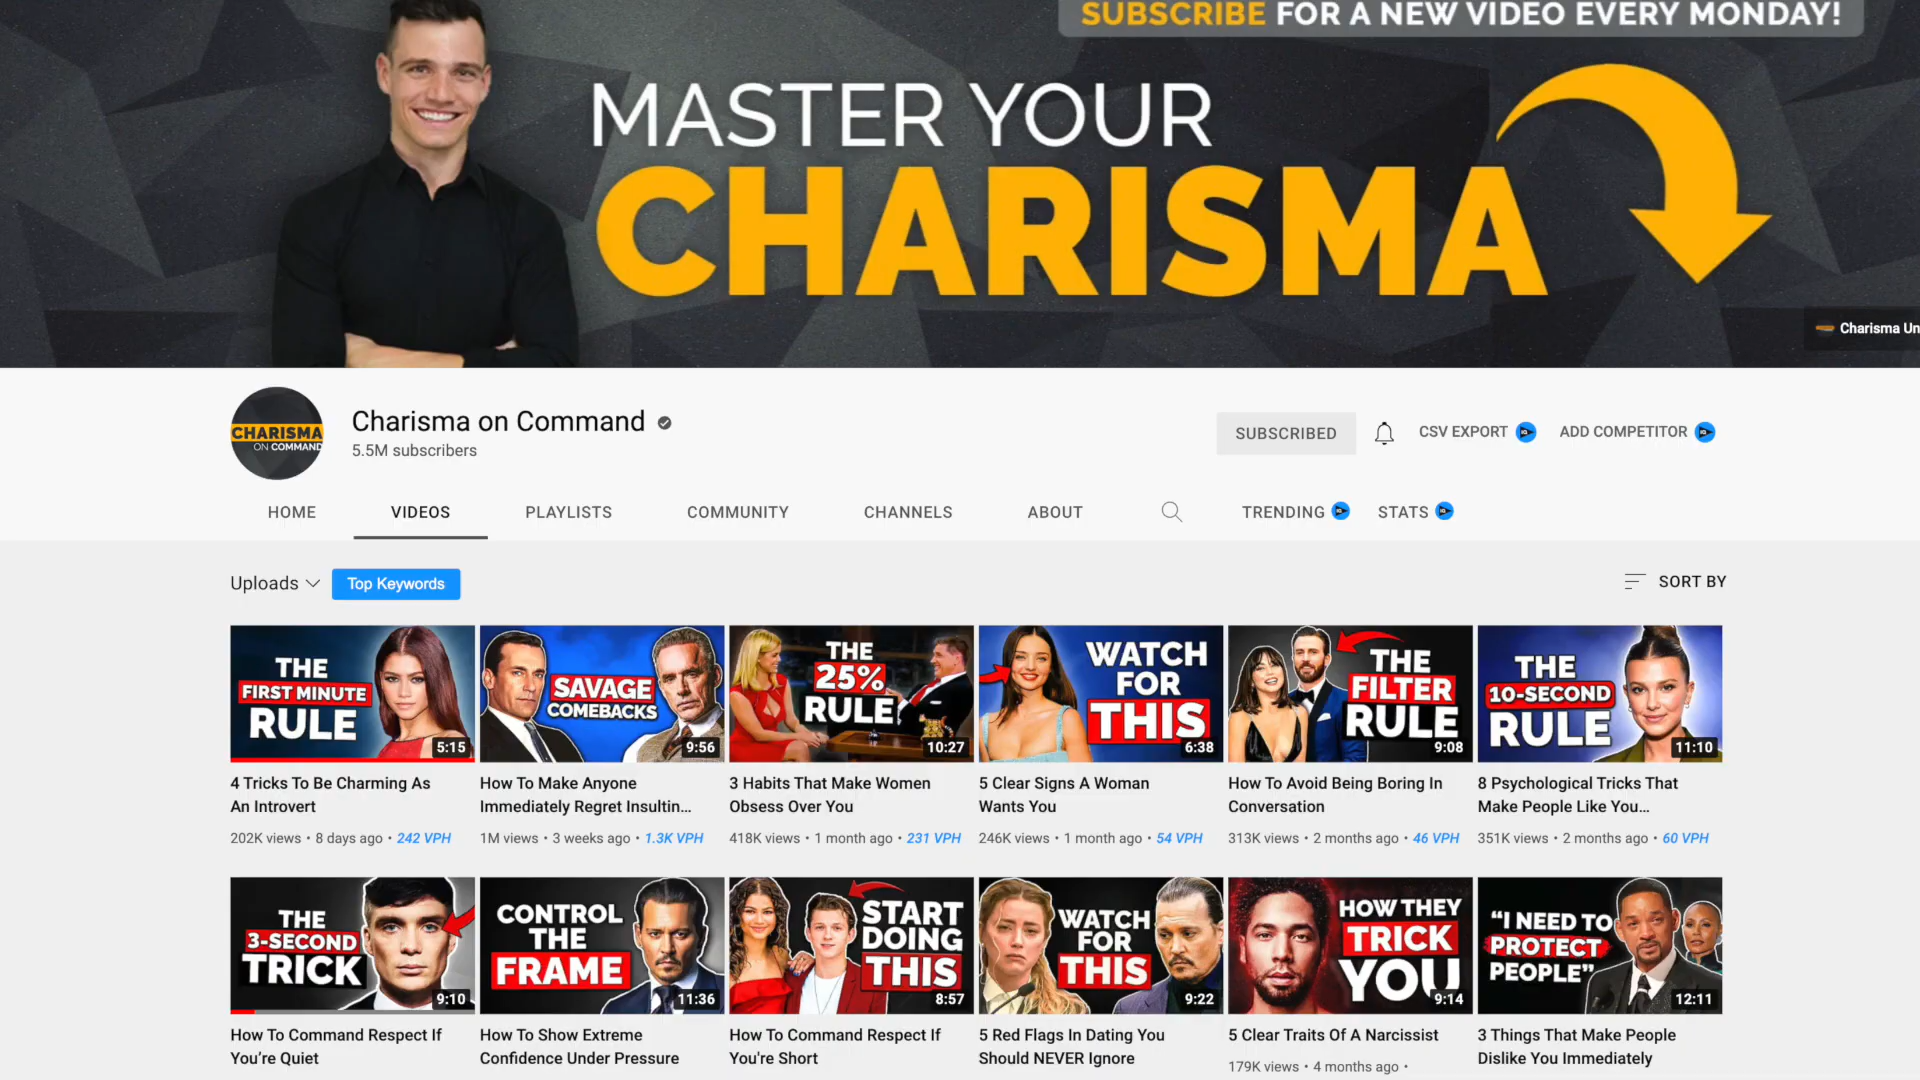 SUBSCRIBE FOR A NEW VIDEO EVERY MONDAY!
MASTER YOUR
CHARISMA
Charisma Un
CHARISMA
ON COMMAND
Charisma on Command
5.5M subscribers
SUBSCRIBED
CSV EXPORT
ADD COMPETITOR
HOME
VIDEOS
PLAYLISTS
COMMUNITY
CHANNELS
ABOUT
TRENDING
STATS
Uploads
Top Keywords
SORT BY
THE
FIRST MINUTE
RULE
5:15
4 Tricks To Be Charming As
An Introvert
202K views • 8 days ago • 242 VPH
SAVAGE
COMEBACKS
9:56
How To Make Anyone
Immediately Regret Insultin...
1M views • 3 weeks ago • 1.3K VPH
THE
25%
RULE
10:27
3 Habits That Make Women
Obsess Over You
418K views • 1 month ago • 231 VPH
WATCH
FOR
THIS
6:38
5 Clear Signs A Woman
Wants You
246K views • 1 month ago • 54 VPH
THE
FILTER
RULE
9:08
How To Avoid Being Boring In
Conversation
313K views • 2 months ago • 46 VPH
THE
10-SECOND
RULE
11:10
8 Psychological Tricks That
Make People Like You...
351K views • 2 months ago • 60 VPH
THE
3-SECOND
TRICK
9:10
How To Command Respect If
You're Quiet
CONTROL
THE
FRAME
11:36
How To Show Extreme
Confidence Under Pressure
START
DOING
THIS
8:57
How To Command Respect If
You're Short
WATCH
FOR
THIS
9:22
5 Red Flags In Dating You
Should NEVER Ignore
HOW THEY
TRICK
YOU
9:14
5 Clear Traits Of A Narcissist
179K views • 4 months ago •
"I NEED TO
PROTECT
PEOPLE"
12:11
3 Things That Make People
Dislike You Immediately